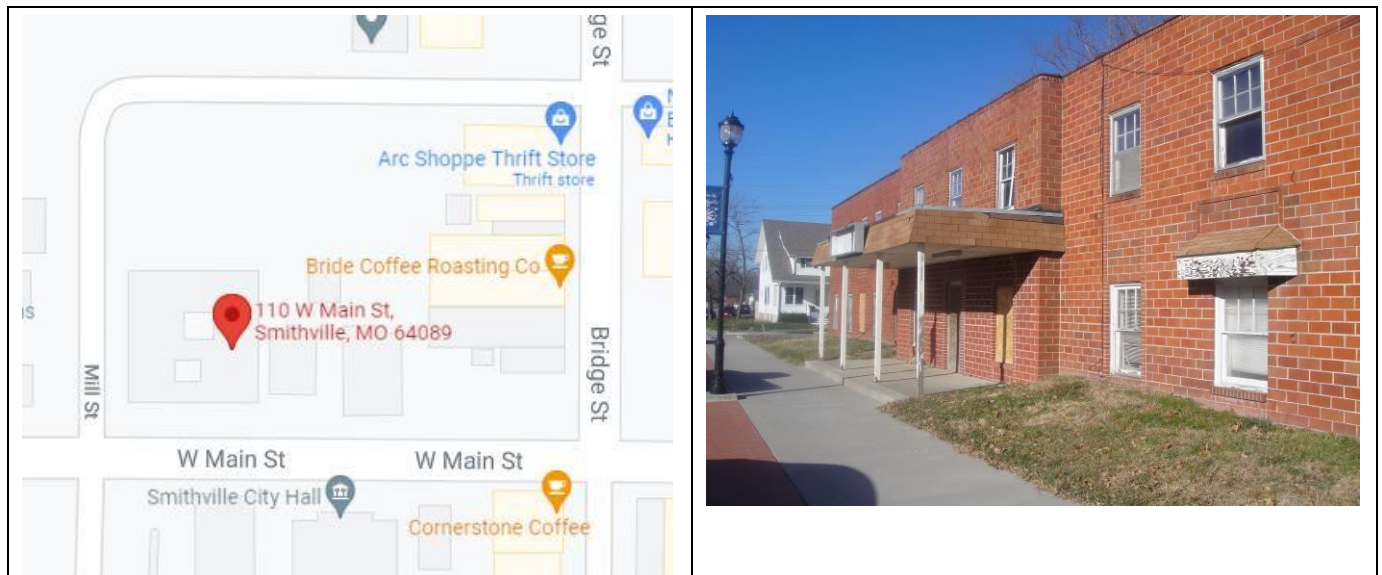 ge St
Arc Shoppe Thrift Store
Thrift store
Bride Coffee Roasting Co
110 W Main St,
Smithville, MO 64089
Mill St
Bridge St
W Main St
W Main St
Smithville City Hall
Cornerstone Coffee